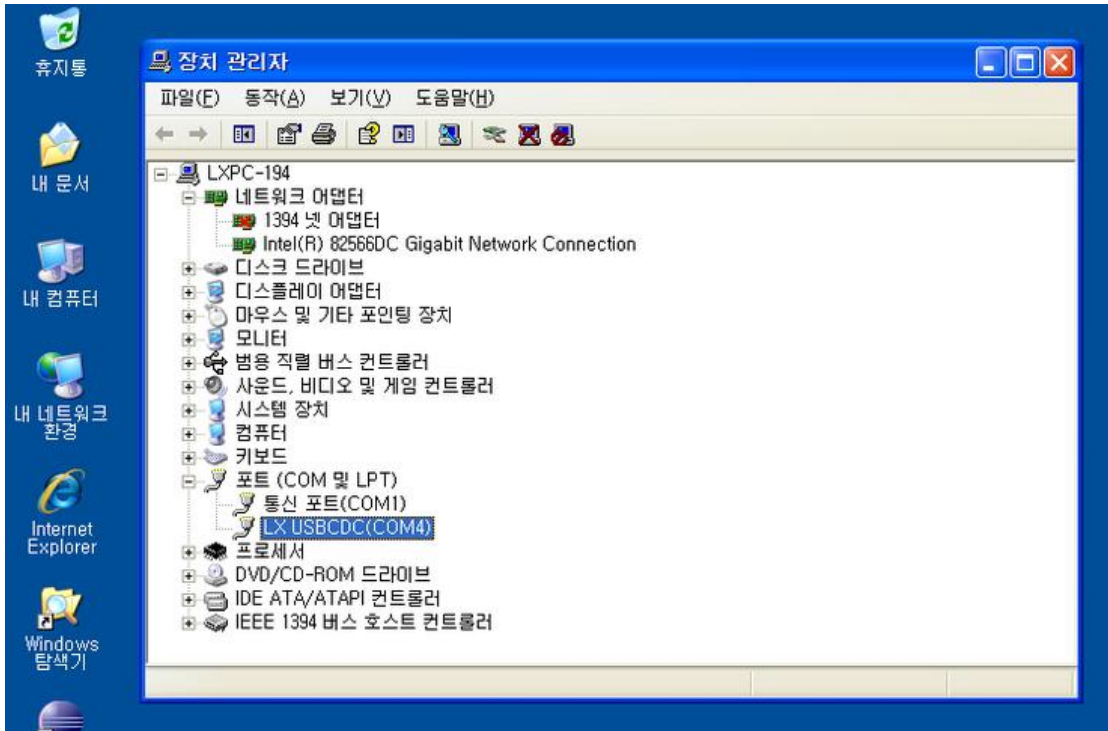 휴지통
내 문서
내 컴퓨터
내 네트워크
환경
Internet
Explorer
Windows
탐색기
장치 관리자
파일(F) 동작(A) 보기(V) 도움말(H)
LXPC-194
네트워크 어댑터
1394 넷 어댑터
Intel(R) 82566DC Gigabit Network Connection
디스크 드라이브
디스플레이 어댑터
마우스 및 기타 포인팅 장치
모니터
범용 직렬 버스 컨트롤러
사운드, 비디오 및 게임 컨트롤러
시스템 장치
컴퓨터
키보드
포트 (COM 및 LPT)
통신 포트(COM1)
LX USBCDC(COM4)
프로세서
DVD/CD-ROM 드라이브
IDE ATA/ATAPI 컨트롤러
IEEE 1394 버스 호스트 컨트롤러